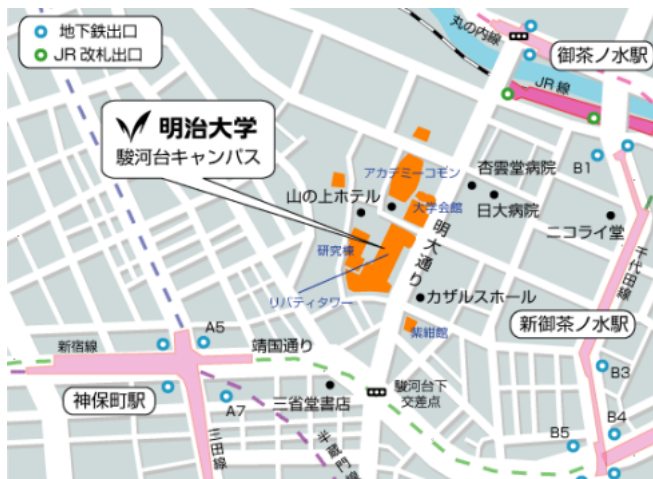 地下鉄出口
JR 改札出口
丸の内線
御茶ノ水駅
JR 線
明治大学
駿河台キャンパス
アカデミーコモン
杏雲堂病院
B1
山の上ホテル
大学会館
日大病院
ニコライ堂
明大通り
研究棟
千代田線
リバティタワー
カザルスホール
紫紺館
新御茶ノ水駅
A5
新宿線
靖国通り
B3
神保町駅
A7
三省堂書店
駿河台下
交差点
B4
B5
三田線
半蔵門線